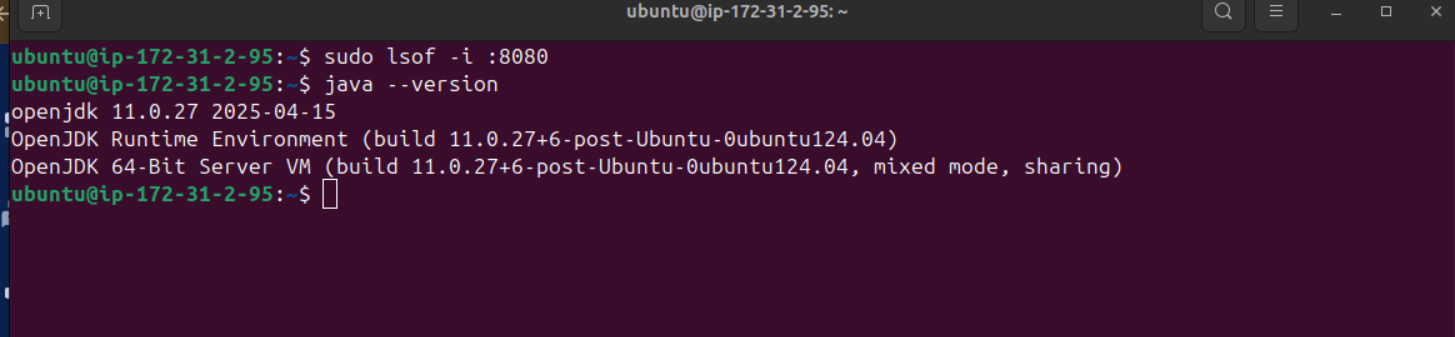 ubuntu@ip-172-31-2-95: ~
ubuntu@ip-172-31-2-95:~$ sudo lsof -i :8080
ubuntu@ip-172-31-2-95:~$ java --version
openjdk 11.0.27 2025-04-15
OpenJDK Runtime Environment (build 11.0.27+6-post-Ubuntu-0ubuntu124.04)
OpenJDK 64-Bit Server VM (build 11.0.27+6-post-Ubuntu-0ubuntu124.04, mixed mode, sharing)
ubuntu@ip-172-31-2-95:~$